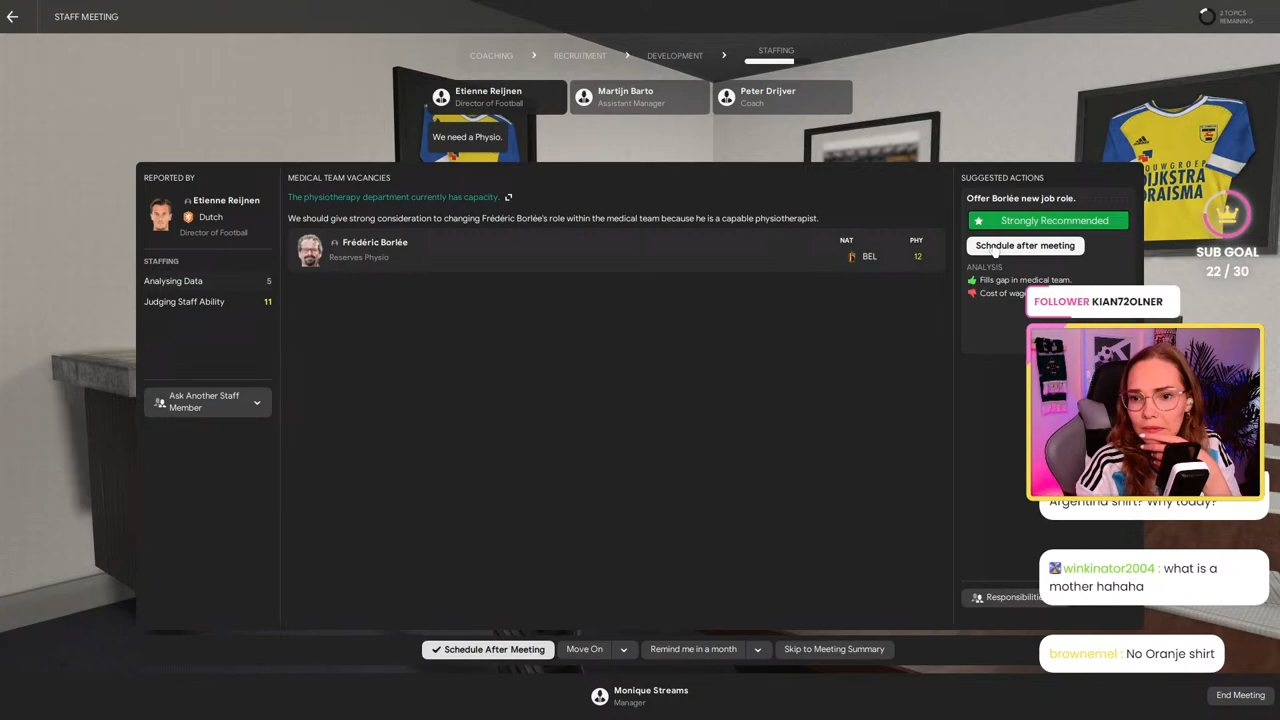 STAFF MEETING
2 TOPICS
REMAINING
COACHING
RECRUITMENT
DEVELOPMENT
STAFFING
Etienne Reijnen
Director of Football
Martijn Barto
Assistant Manager
Peter Drijver
Coach
We need a Physio.
REPORTED BY
Etienne Reijnen
Dutch
Director of Football
STAFFING
Analysing Data 5
Judging Staff Ability 11
Ask Another Staff
Member
MEDICAL TEAM VACANCIES
The physiotherapy department currently has capacity.
We should give strong consideration to changing Frédéric Borlée's role within the medical team because he is a capable physiotherapist.
Frédéric Borlée
Reserves Physio
NAT
PHY
BEL
12
SUGGESTED ACTIONS
Offer Borlée new job role.
Strongly Recommended
Schedule after meeting
ANALYSIS
Fills gap in medical team.
Cost of
Responsibilities
DIJKSTRA
DRAISMA
SUB GOAL
22 / 30
FOLLOWER KIAN72OLNER
Argentina shirt? Why today?
winkinator2004 : what is a
mother hahaha
brownemel : No Oranje shirt
Schedule After Meeting
Move On
Remind me in a month
Skip to Meeting Summary
Monique Streams
Manager
End Meeting